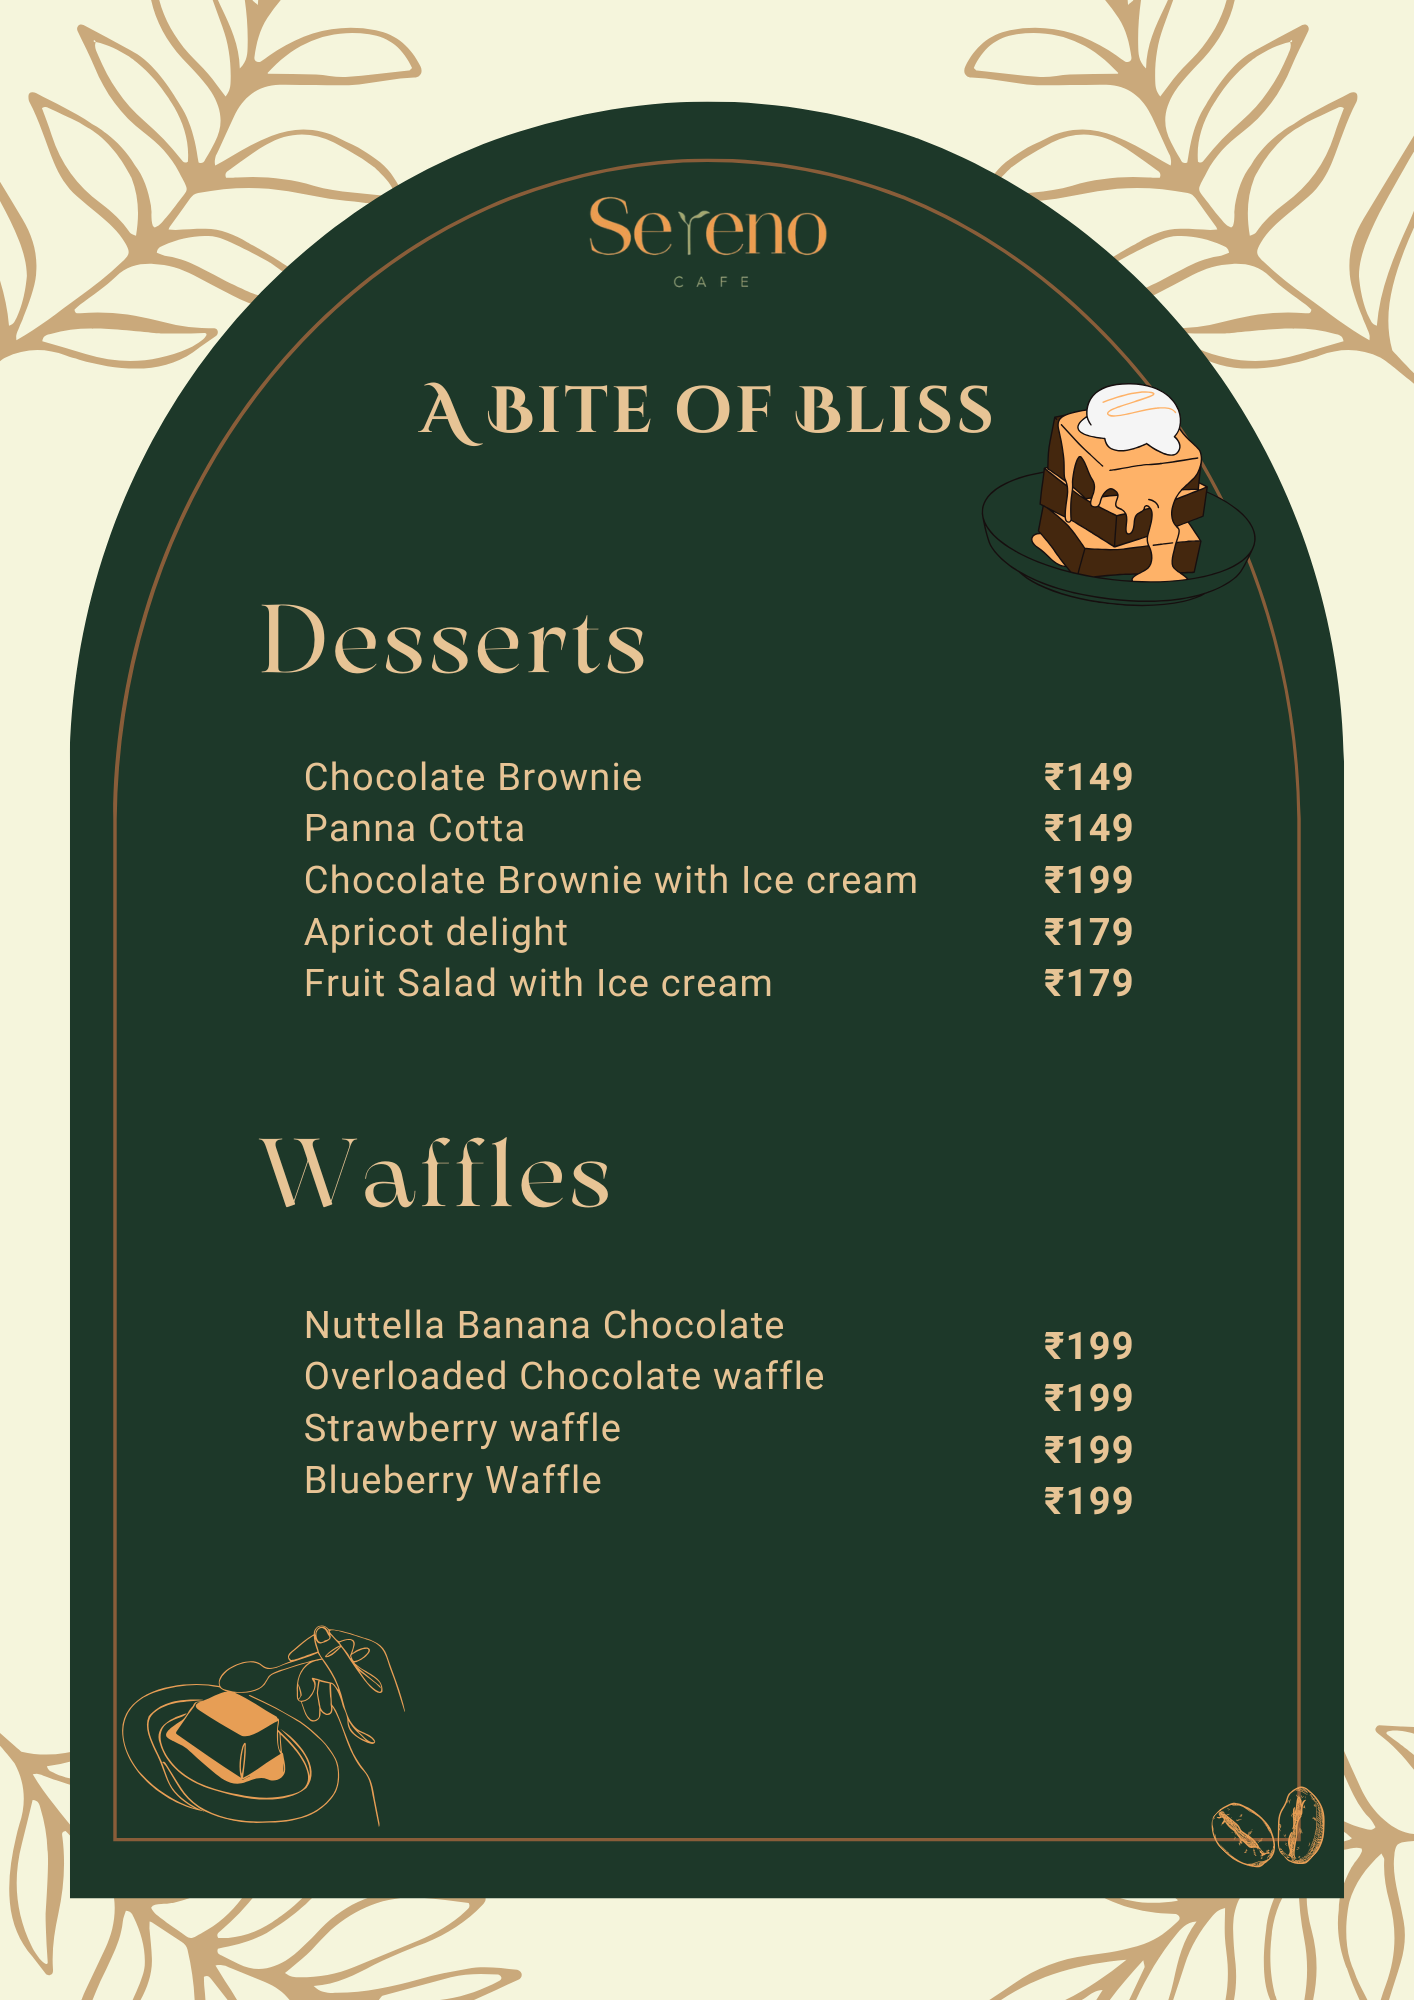 Sereno
CAFE
A BITE OF BLISS
Desserts
Chocolate Brownie ₹149
Panna Cotta ₹149
Chocolate Brownie with Ice cream ₹199
Apricot delight ₹179
Fruit Salad with Ice cream ₹179
Waffles
Nuttella Banana Chocolate ₹199
Overloaded Chocolate waffle ₹199
Strawberry waffle ₹199
Blueberry Waffle ₹199